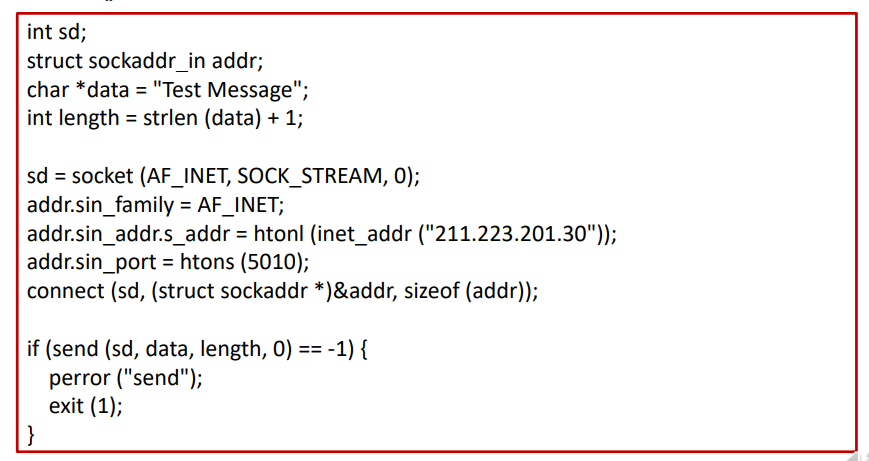 int sd;
struct sockaddr_in addr;
char *data = "Test Message";
int length = strlen (data) + 1;
sd = socket (AF_INET, SOCK_STREAM, 0);
addr.sin_family = AF_INET;
addr.sin_addr.s_addr = htonl (inet_addr ("211.223.201.30"));
addr.sin_port = htons (5010);
connect (sd, (struct sockaddr *)&addr, sizeof (addr));
if (send (sd, data, length, 0) == -1) {
perror ("send");
exit (1);
}